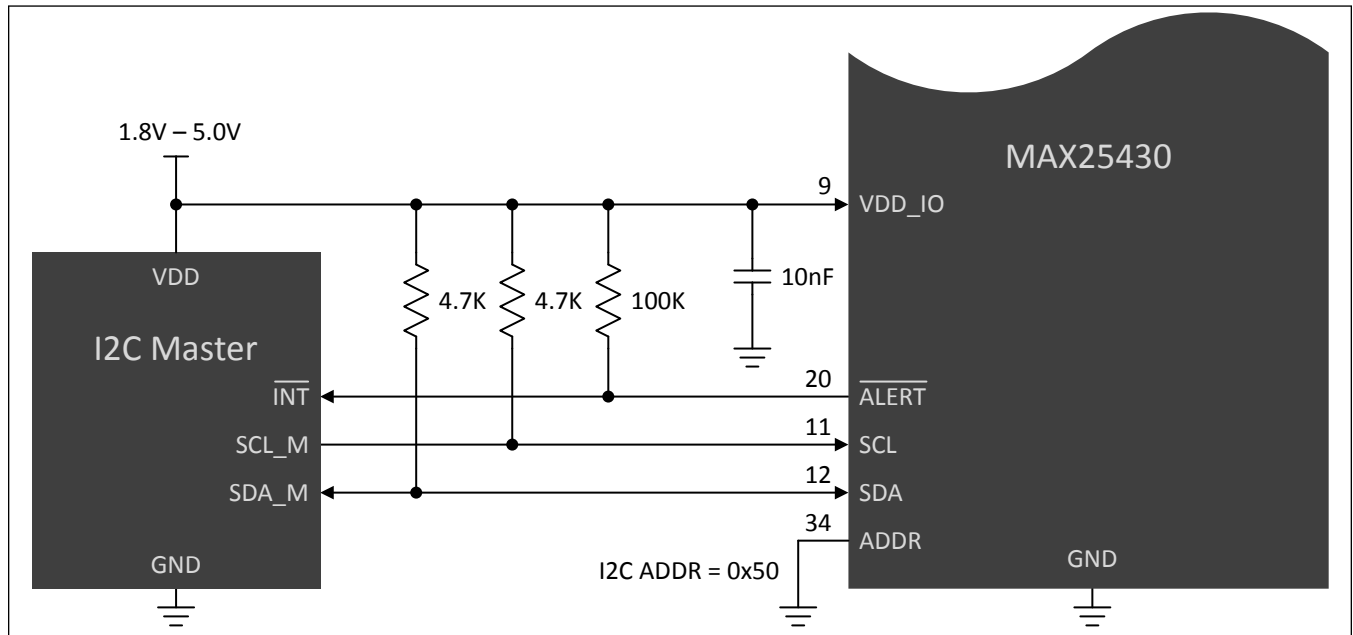 1.8V – 5.0V
MAX25430
9
VDD_IO
VDD
4.7K
4.7K
100K
10nF
I2C Master
INT
20
ALERT
SCL_M
11
SCL
SDA_M
12
SDA
34
ADDR
GND
I2C ADDR = 0x50
GND